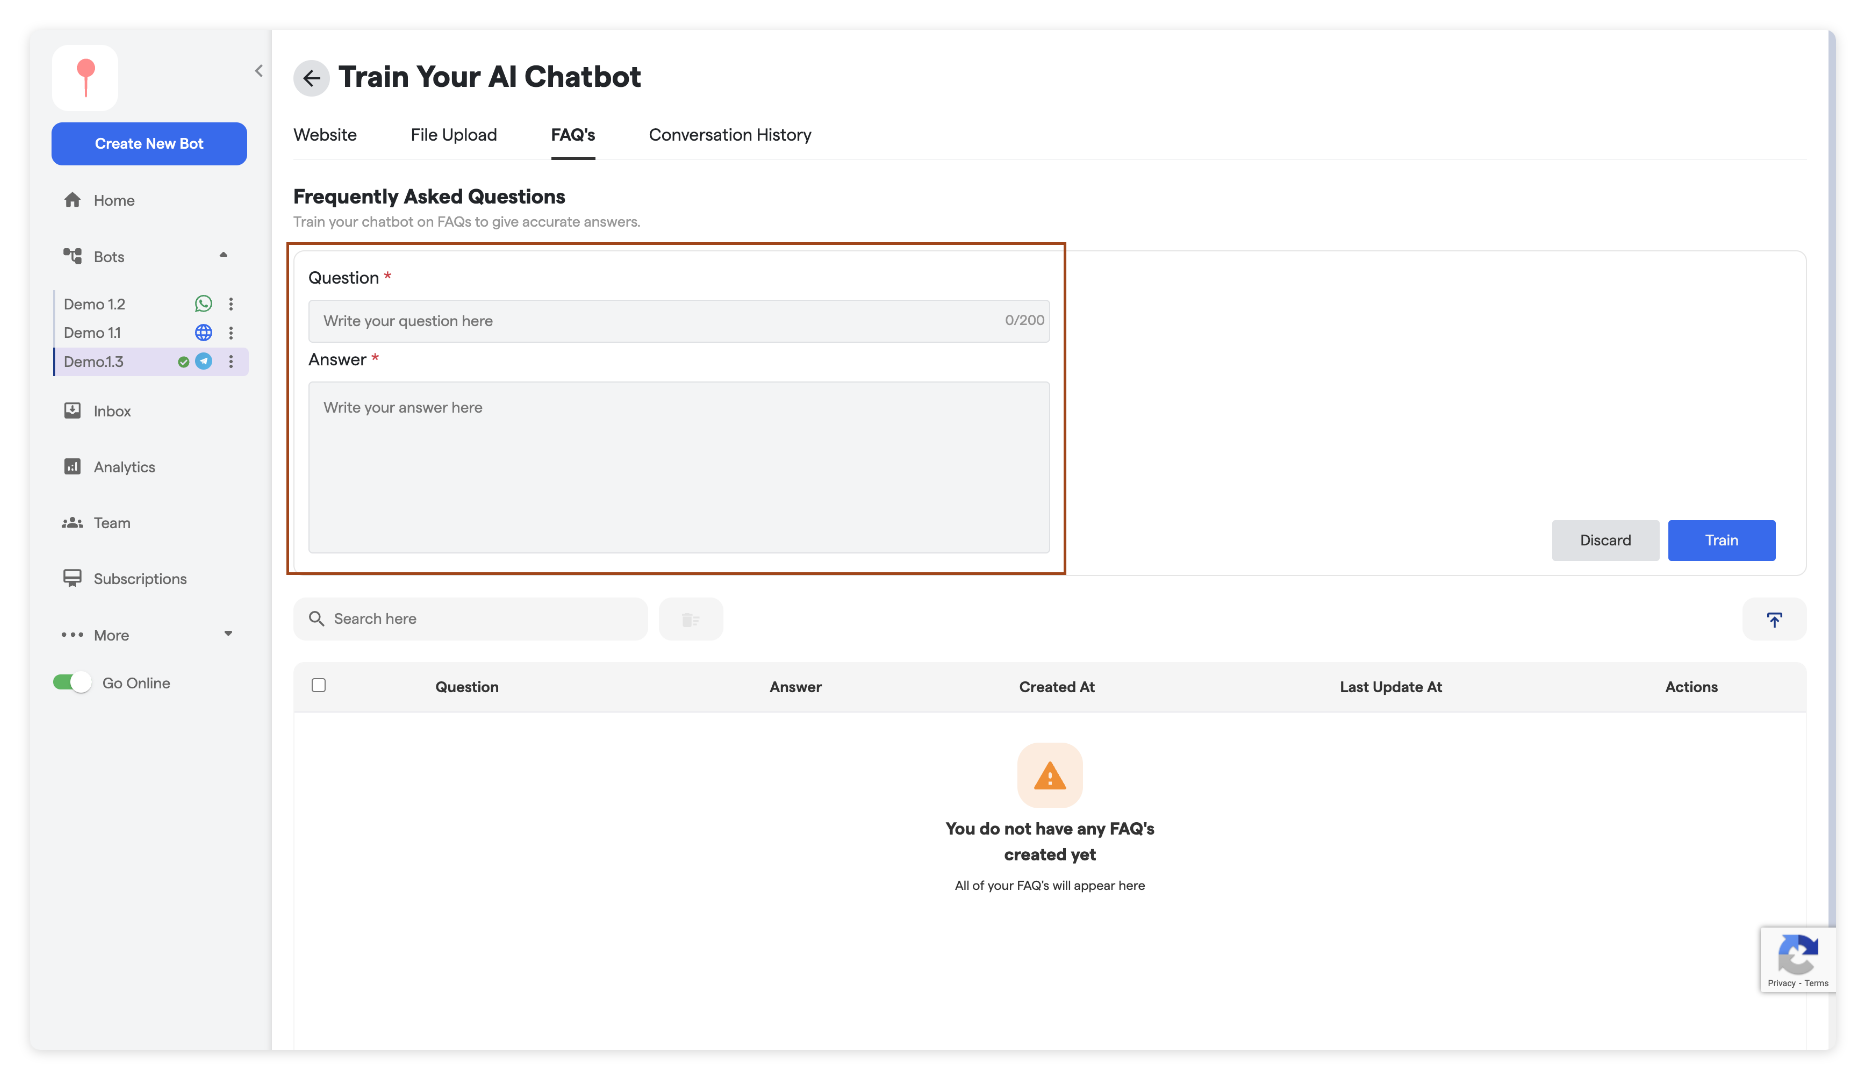 Create New Bot
Home
Bots
Demo 1.2
Demo 1.1
Demo.1.3
Inbox
Analytics
Team
Subscriptions
More
Go Online
Train Your AI Chatbot
Website File Upload FAQ's Conversation History
Frequently Asked Questions
Train your chatbot on FAQs to give accurate answers.
Question *
Write your question here 0/200
Answer *
Write your answer here
Discard Train
Search here
Question Answer Created At Last Update At Actions
You do not have any FAQ's
created yet
All of your FAQ's will appear here
Privacy - Terms